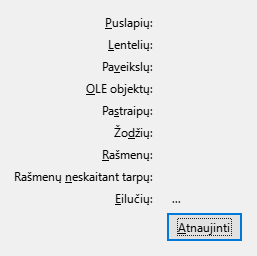 Puslapių:
Lentelių:
Paveikslų:
OLE objektų:
Pastraipų:
Žodžių:
Rašmenų:
Rašmenų neskaitant tarpų:
Eilučių: ...
Atnaujinti